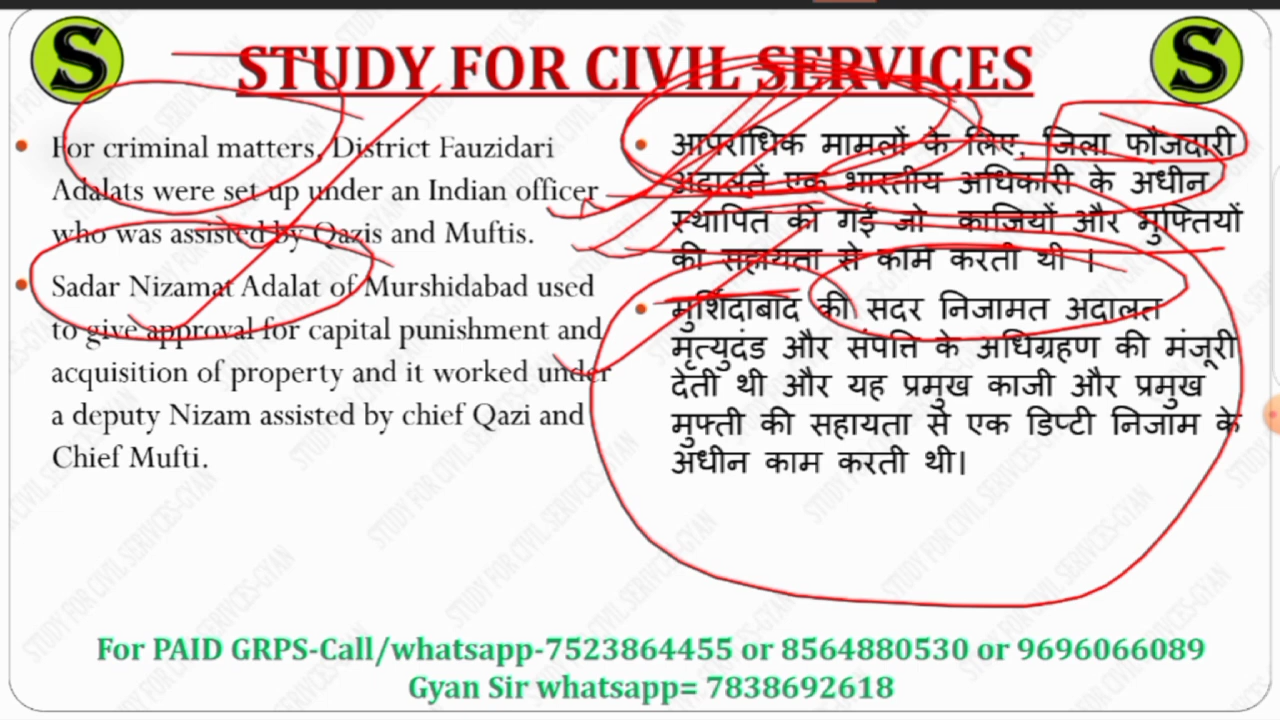 S STUDY FOR CIVIL SERVICES S
For criminal matters, District Fauzidari
Adalats were set up under an Indian officer
who was assisted by Qazis and Muftis.
Sadar Nizamat Adalat of Murshidabad used
to give approval for capital punishment and
acquisition of property and it worked under
a deputy Nizam assisted by chief Qazi and
Chief Mufti.
आपराधिक मामलों के लिए, जिला फौजदारी
अदालतें एक भारतीय अधिकारी के अधीन
स्थापित की गईं जो काजियों और मुफ्तियों
की सहायता से काम करती थी ।
मुर्शिदाबाद की सदर निजामत अदालत
मृत्युदंड और संपत्ति के अधिग्रहण की मंजूरी
देती थी और यह प्रमुख काजी और प्रमुख
मुफ्ती की सहायता से एक डिप्टी निजाम के
अधीन काम करती थी।
For PAID GRPS-Call/whatsapp-7523864455 or 8564880530 or 9696066089
Gyan Sir whatsapp= 7838692618